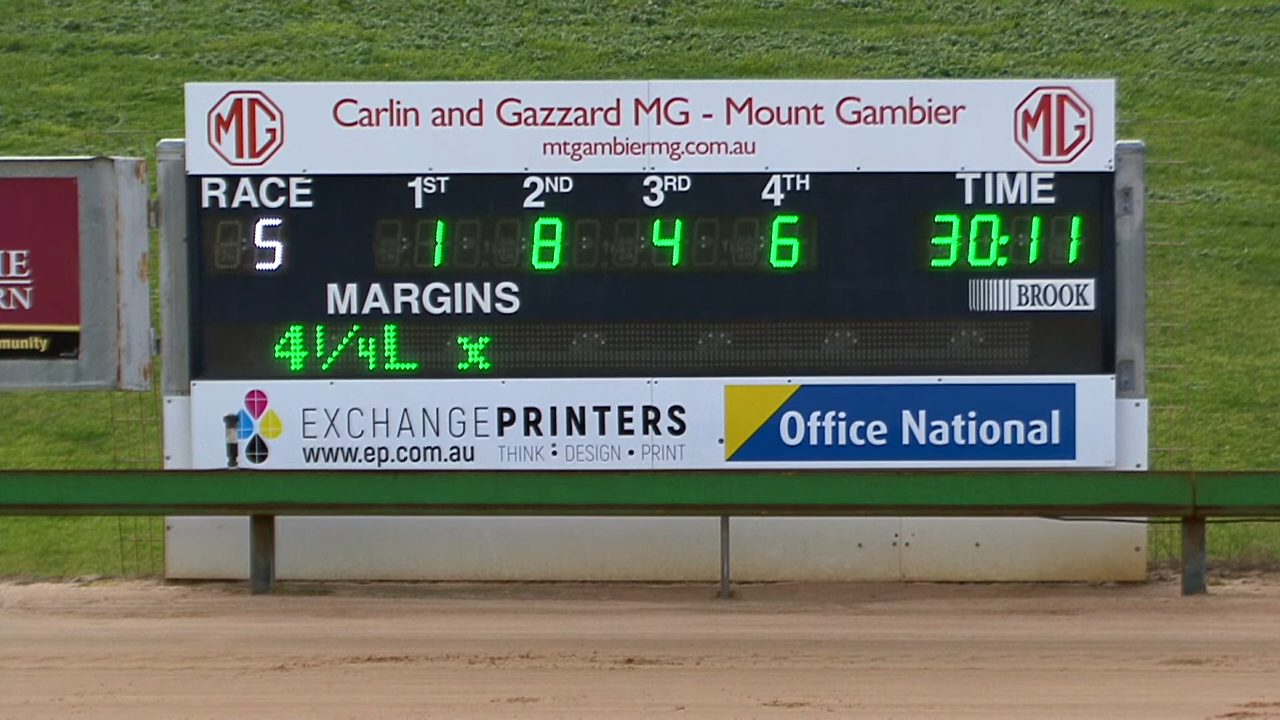 MG Carlin and Gazzard MG - Mount Gambier MG
mtgambiermg.com.au
RACE 1ST 2ND 3RD 4TH TIME
5 1 8 4 6 30:11
MARGINS BROOK
4¼L x
EXCHANGEPRINTERS
www.ep.com.au THINK : DESIGN • PRINT
Office National
munity